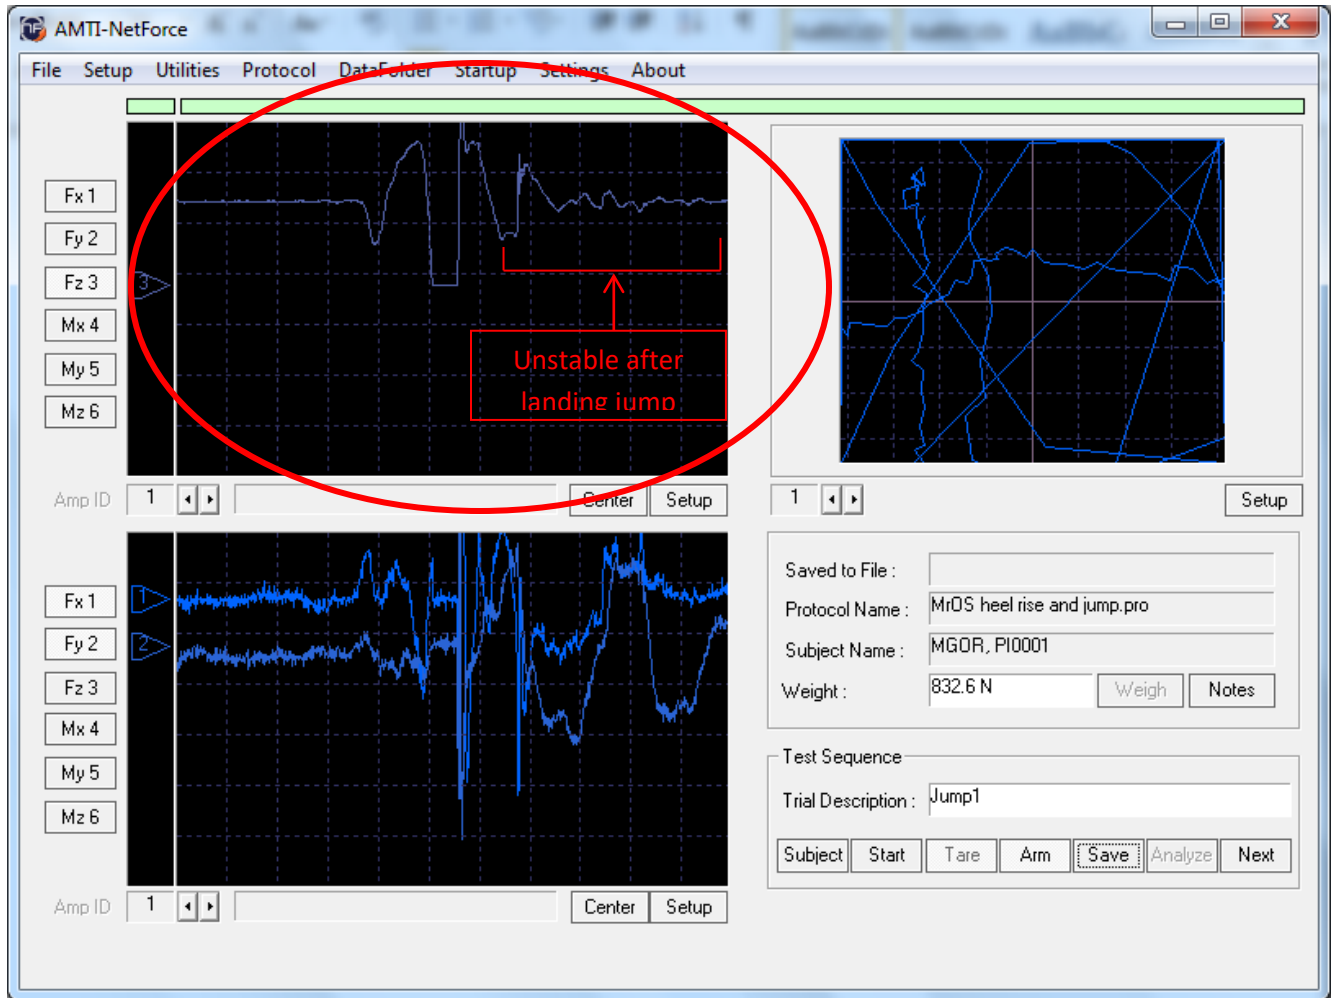 AMTI-NetForce
File Setup Utilities Protocol DataFolder Startup Settings About
Fx 1
Fy 2
Fz 3
Mx 4
My 5
Mz 6
3
Unstable after
landing jump
Amp ID 1 Center Setup
1 Setup
Fx 1
Fy 2
Fz 3
Mx 4
My 5
Mz 6
1
2
Amp ID 1 Center Setup
Saved to File :
Protocol Name : MrOS heel rise and jump.pro
Subject Name : MGOR, PI0001
Weight : 832.6 N Weigh Notes
Test Sequence
Trial Description : Jump1
Subject Start Tare Arm Save Analyze Next